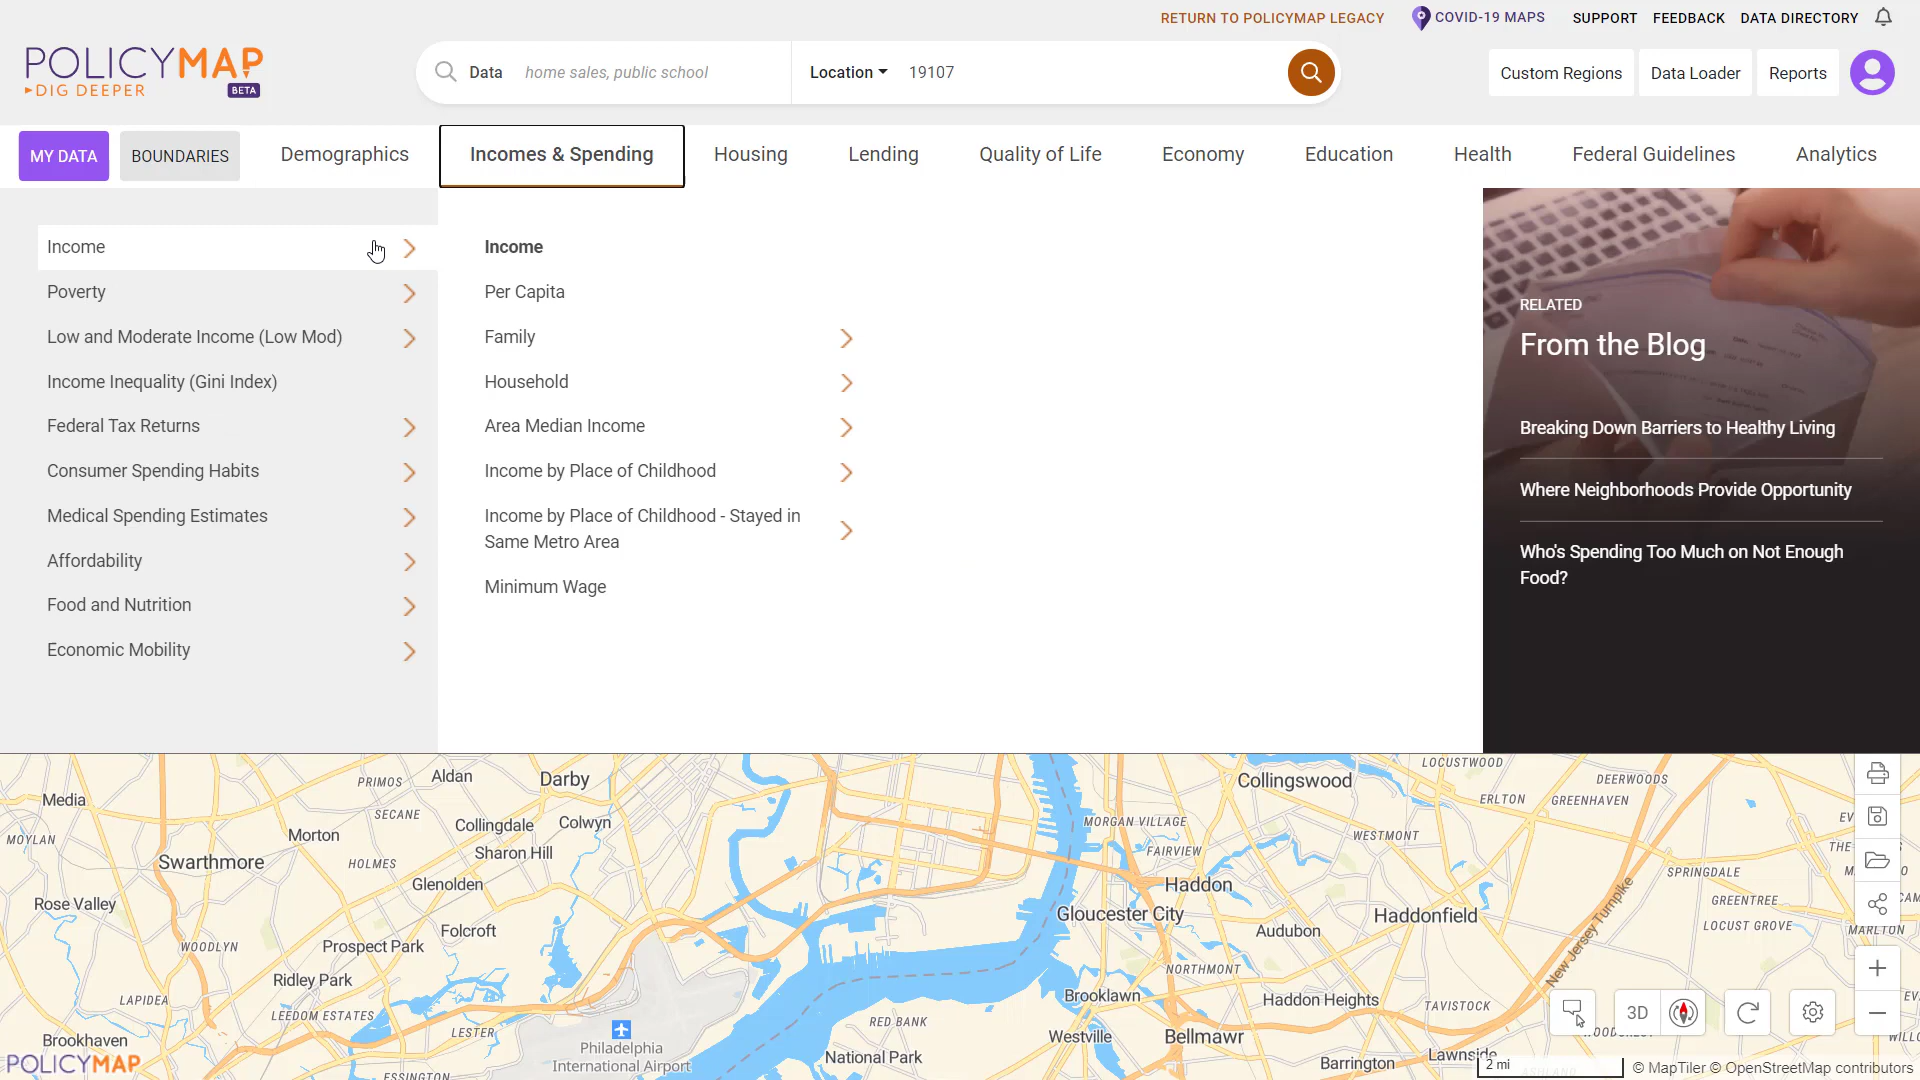 RETURN TO POLICYMAP LEGACY
COVID-19 MAPS
SUPPORT
FEEDBACK
DATA DIRECTORY
POLICYMAP
DIG DEEPER
BETA
Data
home sales, public school
Location
19107
Custom Regions
Data Loader
Reports
MY DATA
BOUNDARIES
Demographics
Incomes & Spending
Housing
Lending
Quality of Life
Economy
Education
Health
Federal Guidelines
Analytics
Income
Poverty
Low and Moderate Income (Low Mod)
Income Inequality (Gini Index)
Federal Tax Returns
Consumer Spending Habits
Medical Spending Estimates
Affordability
Food and Nutrition
Economic Mobility
Income
Per Capita
Family
Household
Area Median Income
Income by Place of Childhood
Income by Place of Childhood - Stayed in
Same Metro Area
Minimum Wage
RELATED
From the Blog
Breaking Down Barriers to Healthy Living
Where Neighborhoods Provide Opportunity
Who's Spending Too Much on Not Enough
Food?
PRIMOS
Aldan
Darby
Collingswood
LOCUSTWOOD
DEERWOODS
Media
SECANE
ERLTON
GREENHAVEN
MOYLAN
Morton
Collingdale
Colwyn
MORGAN VILLAGE
WESTMONT
Swarthmore
HOLMES
Sharon Hill
FAIRVIEW
Glenolden
Haddon
SPRINGDALE
Rose Valley
Gloucester City
Haddonfield
GREENTREE
New Jersey Turnpike
WOODLYN
Prospect Park
Folcroft
Audubon
LOCUST GROVE
MARLTON
Ridley Park
NORTHMONT
LAPIDEA
LEEDOM ESTATES
Brooklawn
Haddon Heights
TAVISTOCK
3D
Brookhaven
LESTER
Philadelphia
International Airport
RED BANK
Westville
Bellmawr
National Park
Barrington
Lawnside
POLICYMAP
ESSINGTON
2 mi
© MapTiler © OpenStreetMap contributors